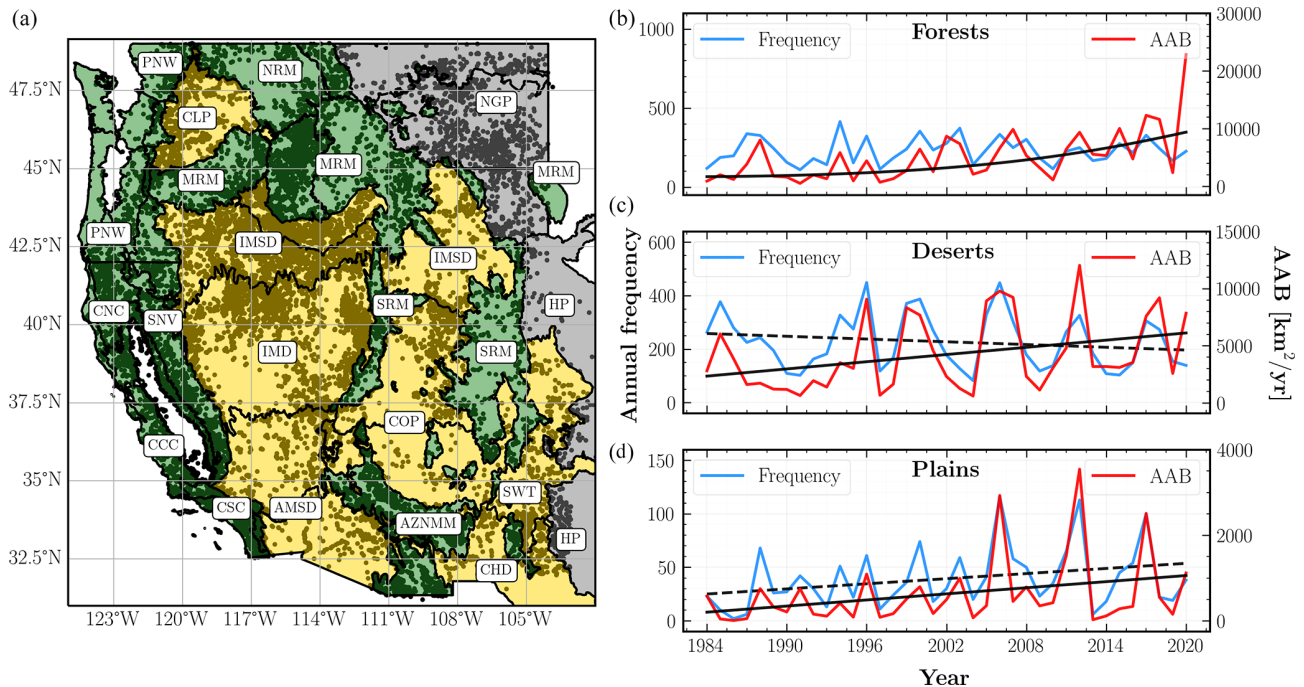 (a)
PNW
NRM
47.5°N
NGP
CLP
45°N
MRM
MRM
MRM
PNW
42.5°N
IMSD
IMSD
CNC
SNV
SRM
HP
40°N
IMD
SRM
37.5°N
COP
CCC
35°N
SWT
CSC
AMSD
AZNMM
HP
32.5°N
CHD
123°W 120°W 117°W 114°W 111°W 108°W 105°W
(b)
1000
500
0
Frequency
Forests
AAB
30000
20000
10000
0
(c)
600
400
200
0
Frequency
Deserts
AAB
15000
10000
5000
0
Annual frequency
AAB [km²/yr]
(d)
150
100
50
0
Frequency
Plains
AAB
4000
2000
0
1984 1990 1996 2002 2008 2014 2020
Year